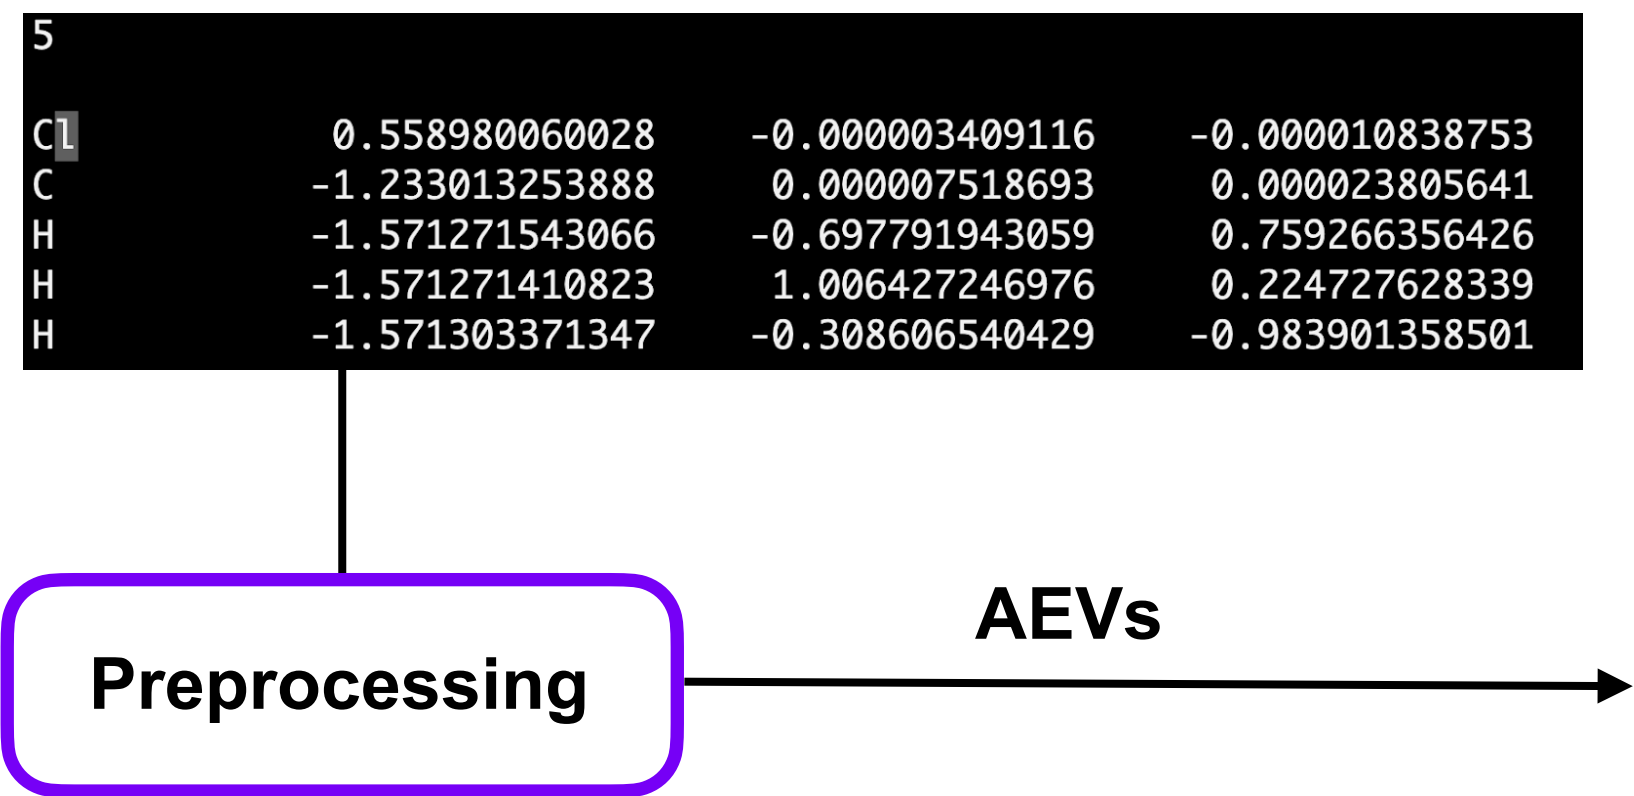 5
Cl 0.558980060028 -0.000003409116 -0.000010838753
C -1.233013253888 0.000007518693 0.000023805641
H -1.571271543066 -0.697791943059 0.759266356426
H -1.571271410823 1.006427246976 0.224727628339
H -1.571303371347 -0.308606540429 -0.983901358501
AEVs
Preprocessing